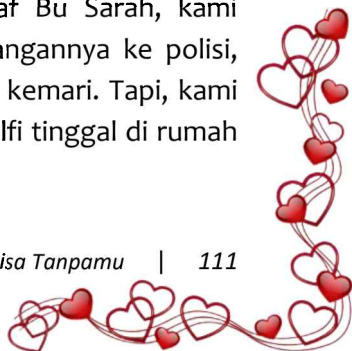 af Bu Sarah, kami
angannya ke polisi,
kemari. Tapi, kami
lfi tinggal di rumah
isa Tanpamu | 111